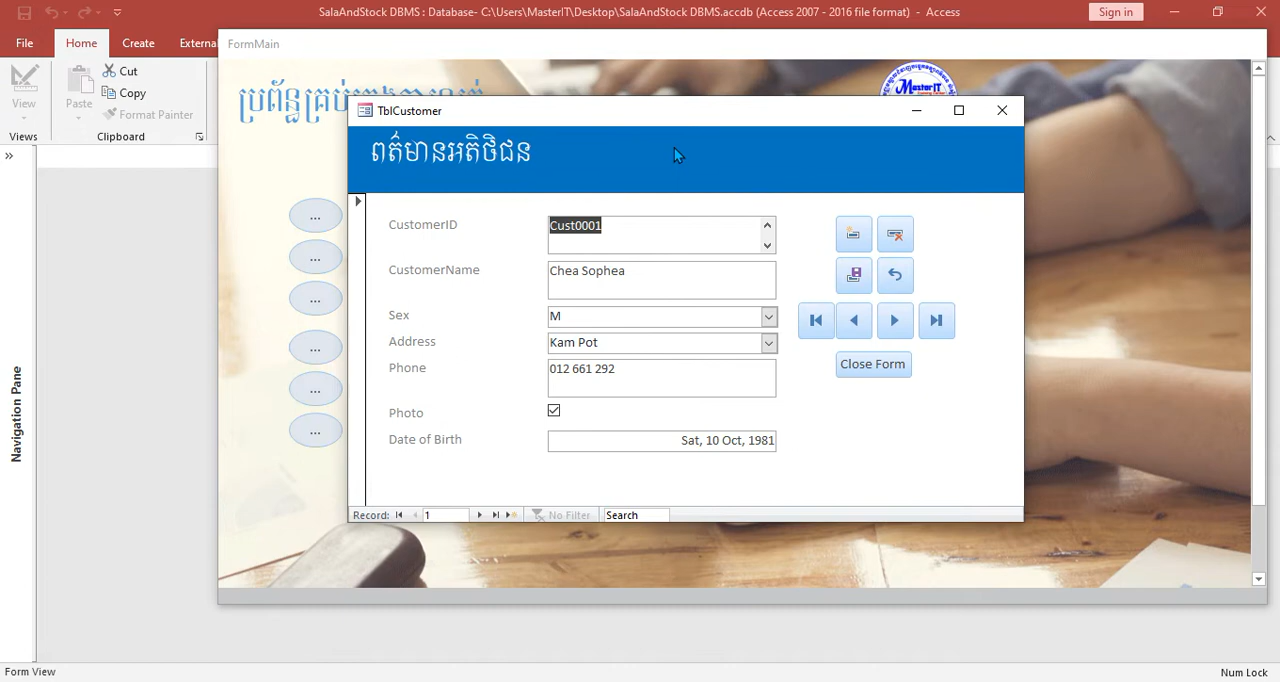 SalaAndStock DBMS : Database- C:\Users\MasterIT\Desktop\SalaAndStock DBMS.accdb (Access 2007 - 2016 file format) - Access
Sign in
File
Home
Create
External
FormMain
View
Paste
Cut
Copy
Format Painter
Views
Clipboard
Navigation Pane
MasterIT
...
...
...
...
...
...
TblCustomer
ពត៌មានអតិថិជន
CustomerID
Cust0001
CustomerName
Chea Sophea
Sex
M
Address
Kam Pot
Phone
012 661 292
Photo
Date of Birth
Sat, 10 Oct, 1981
Close Form
Record:
1
No Filter
Search
Form View
Num Lock